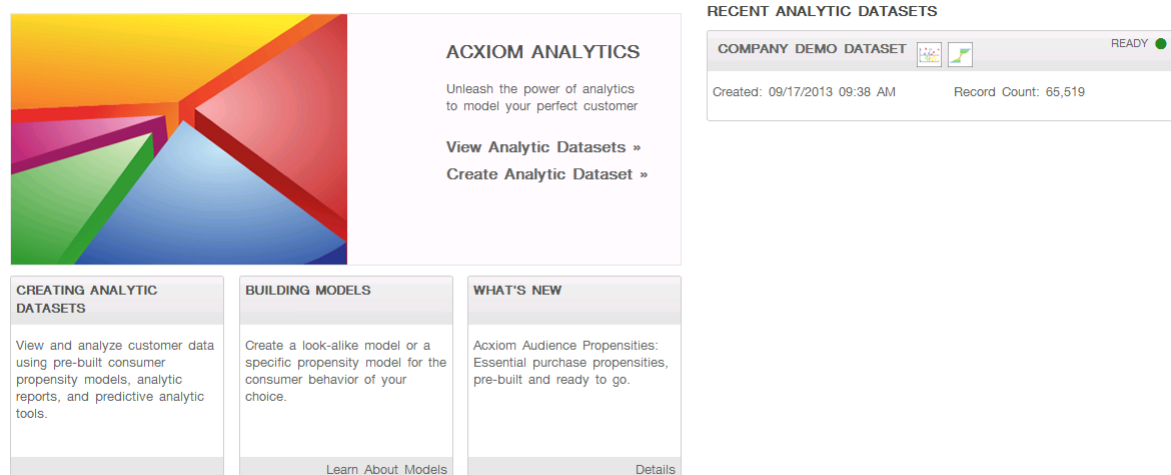 ACXIOM ANALYTICS
Unleash the power of analytics
to model your perfect customer
View Analytic Datasets »
Create Analytic Dataset »
RECENT ANALYTIC DATASETS
COMPANY DEMO DATASET
READY
Created: 09/17/2013 09:38 AM
Record Count: 65,519
CREATING ANALYTIC
DATASETS
View and analyze customer data
using pre-built consumer
propensity models, analytic
reports, and predictive analytic
tools.
BUILDING MODELS
Create a look-alike model or a
specific propensity model for the
consumer behavior of your
choice.
Learn About Models
WHAT'S NEW
Acxiom Audience Propensities:
Essential purchase propensities,
pre-built and ready to go.
Details